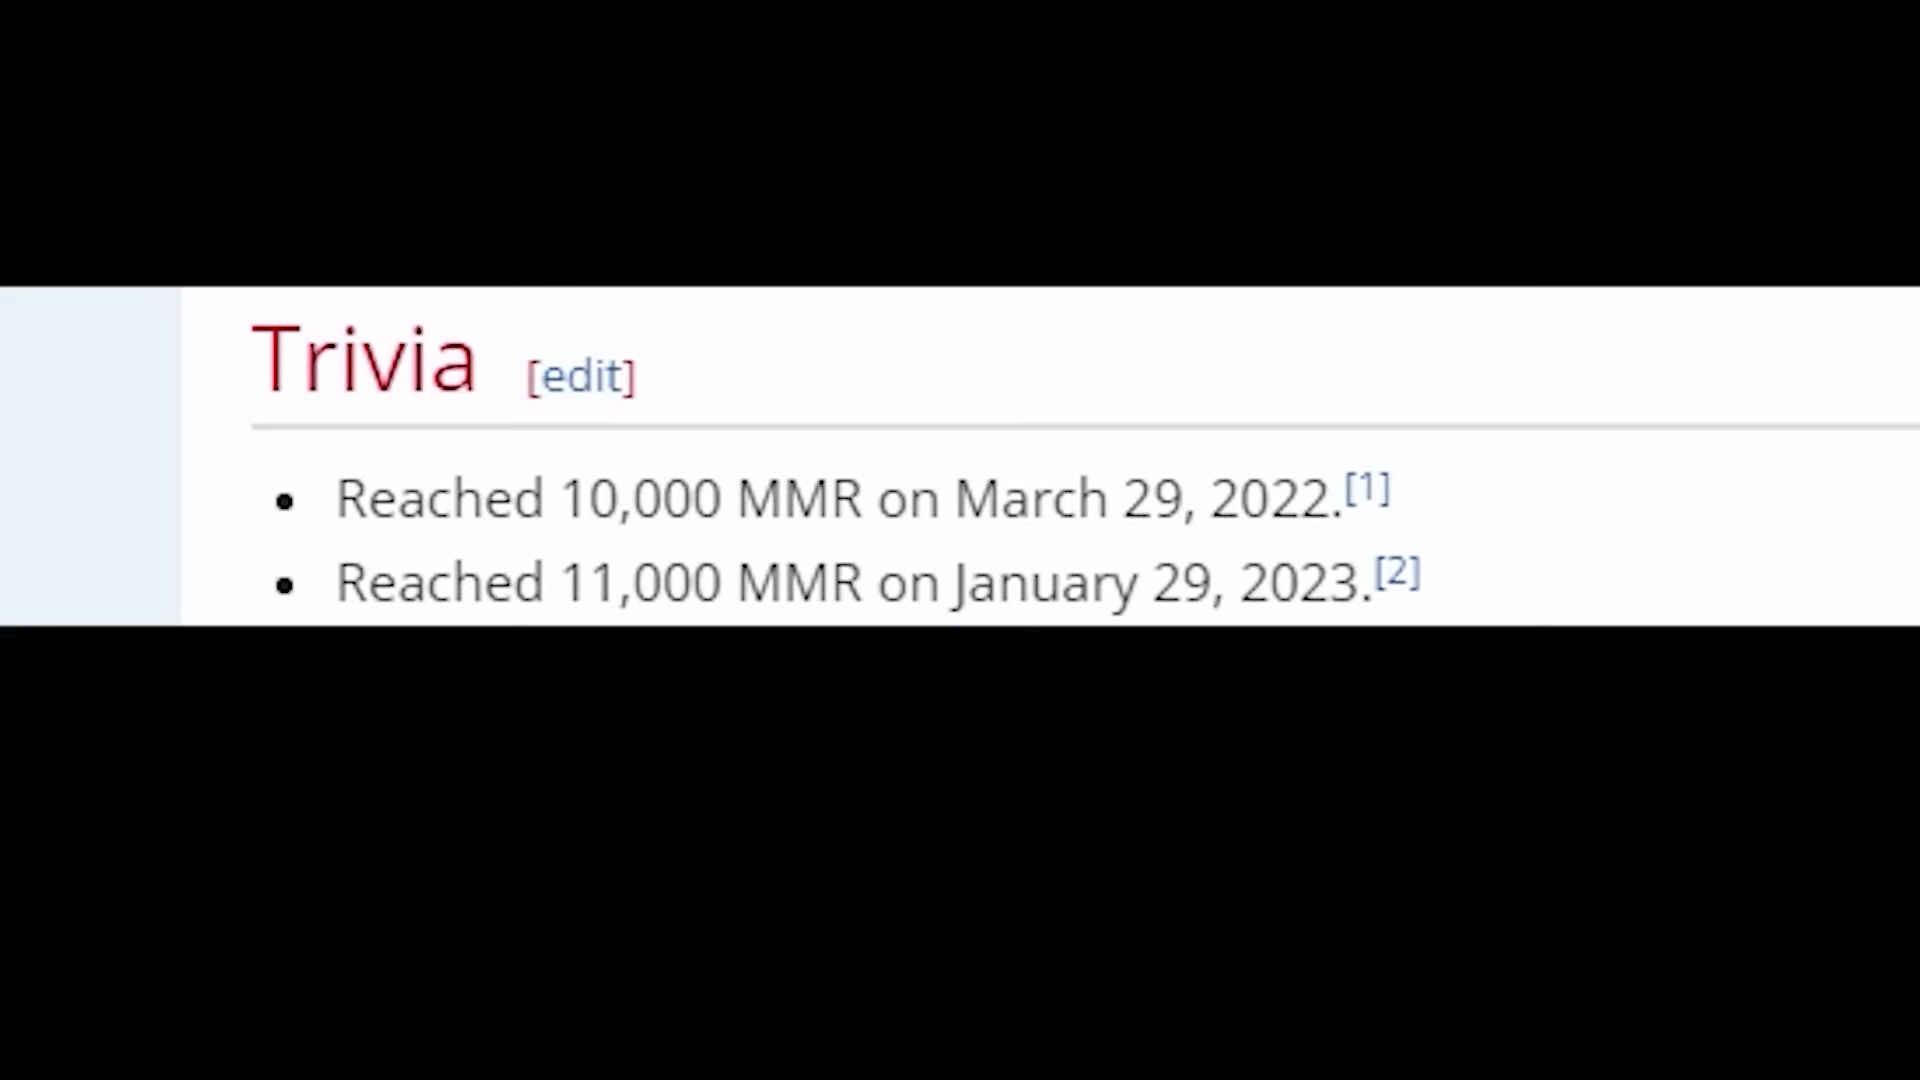 Trivia [edit]
• Reached 10,000 MMR on March 29, 2022.[1]
• Reached 11,000 MMR on January 29, 2023.[2]